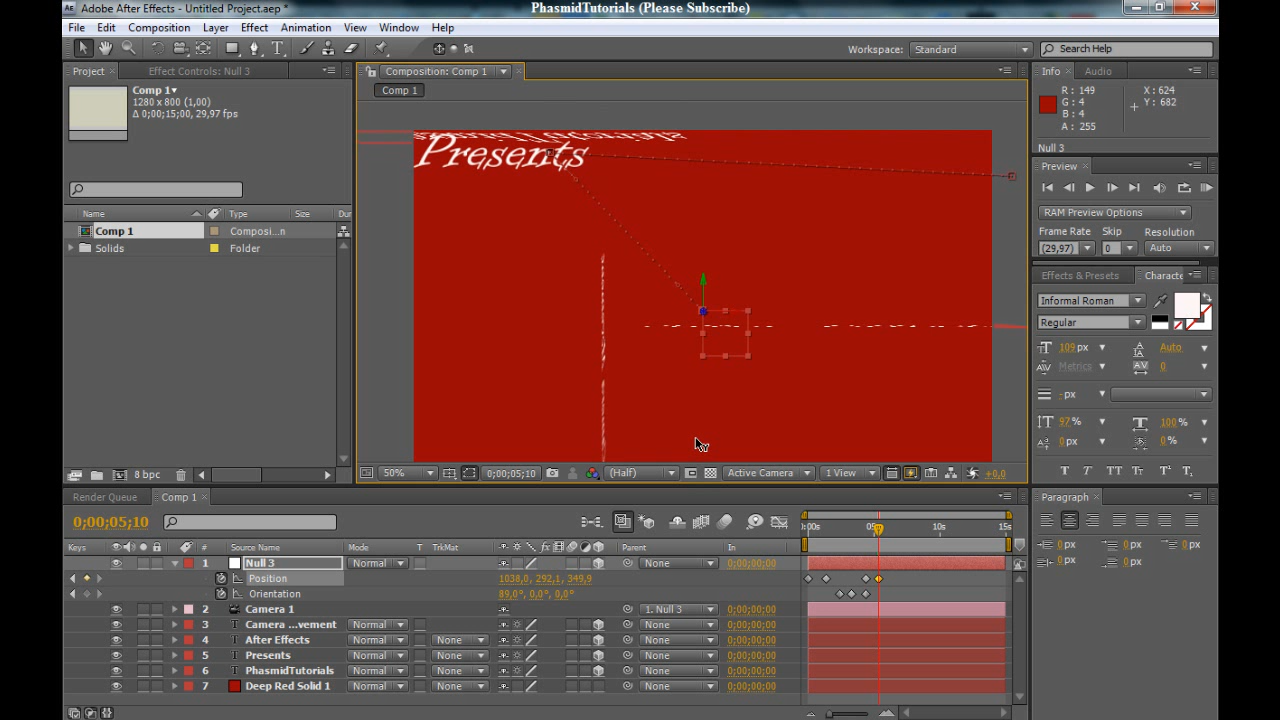 PhasmidTutorials (Please Subscribe)
Adobe After Effects - Untitled Project.aep *
File Edit Composition Layer Effect Animation View Window Help
Workspace: Standard Search Help
Project Effect Controls: Null 3 Composition: Comp 1 Info Audio
Comp 1
1280 x 800 (1,00)
Δ 0;00;15;00, 29,97 fps
Comp 1
R : 149
G : 4
B : 4
A : 255
X : 624
Y : 682
Null 3
Presents
Preview
RAM Preview Options
Frame Rate Skip Resolution
(29,97) 0 Auto
Name Type Size Du
Comp 1 Composi...n
Solids Folder
Effects & Presets Characte
Informal Roman
Regular
109 px Auto
Metrics 0
- px
97 % 100 %
0 px 0 %
T T TT Tt T¹ T₁
8 bpc
50% 0;00;05;10 (Half) Active Camera 1 View +0,0
Render Queue Comp 1 Paragraph
0;00;05;10
:00s 05 10s 15s
Keys # Source Name Mode T TrkMat Parent In
1 Null 3 Normal None 0;00;00;00
Position 1038,0, 292,1, 349,9
Orientation 89,0°, 0,0°, 0,0°
2 Camera 1 1. Null 3 0;00;00;00
3 Camera ...vement Normal None 0;00;00;00
4 After Effects Normal None None 0;00;00;00
5 Presents Normal None None 0;00;00;00
6 PhasmidTutorials Normal None None 0;00;00;00
7 Deep Red Solid 1 Normal None None 0;00;00;00
0 px 0 px 0 px
0 px 0 px